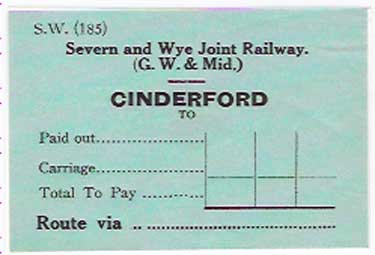 S.W. (185)
Severn and Wye Joint Railway.
(G. W. & Mid.)
CINDERFORD
TO
Paid out..................
Carriage..................
Total To Pay ..............
Route via .. ..............................